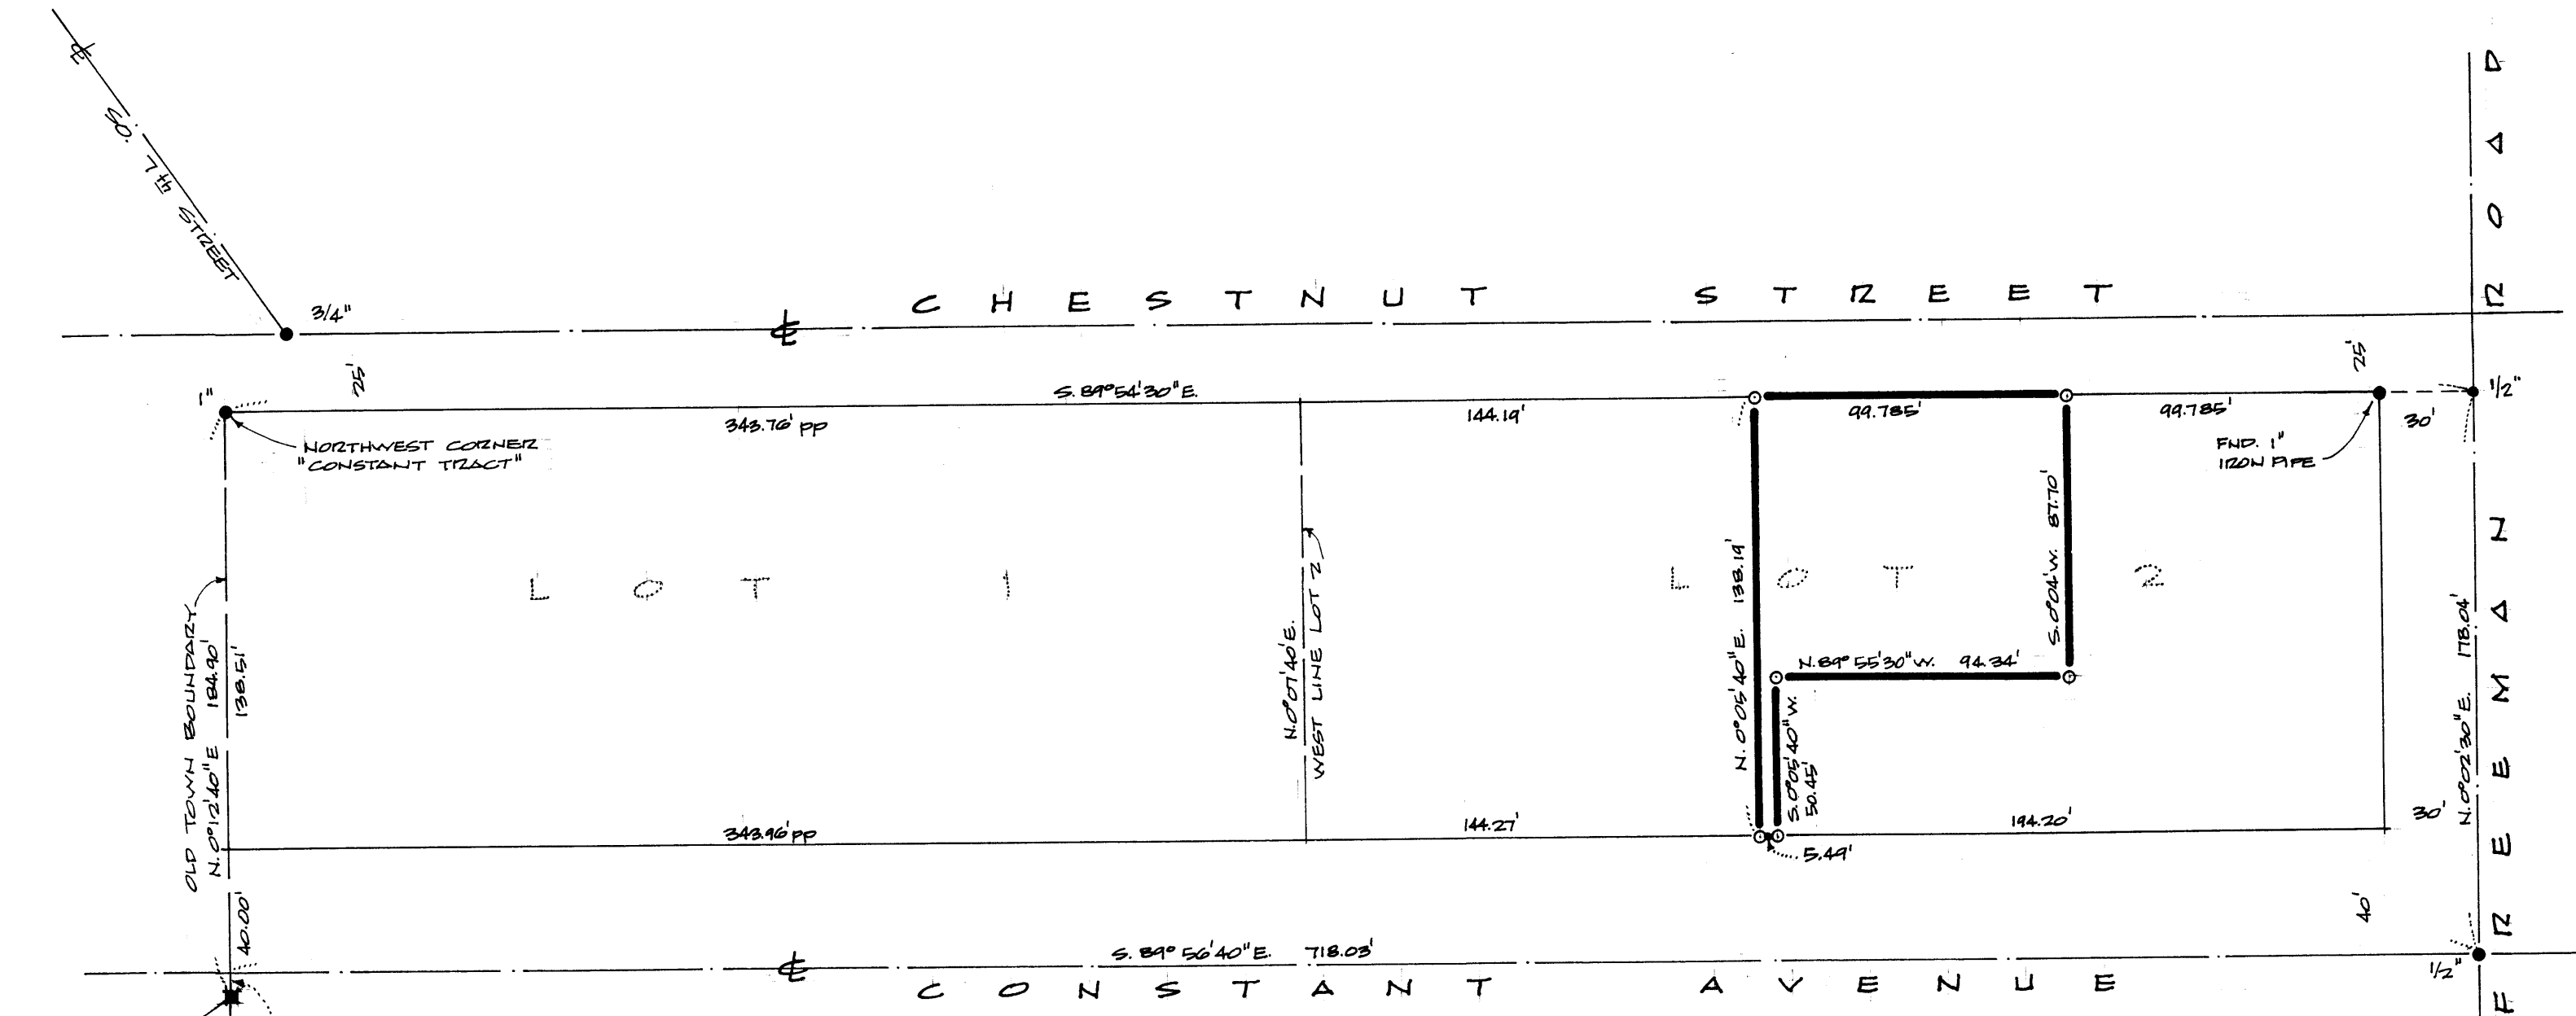 ℄
SO. 7th STREET
3/4"
℄ CHESTNUT STREET
FREEMAN ROAD
25'
25'
1"
S. 89°54'30"E.
343.76' pp
144.19'
99.785'
99.785'
30'
1/2"
NORTHWEST CORNER
"CONSTANT TRACT"
FND. 1"
IRON PIPE
LOT 1
LOT 2
OLD TOWN BOUNDARY
N. 0°12'40"E 184.90'
138.51'
N.0°07'40"E.
WEST LINE LOT 2
N. 0°05'40"E. 138.19'
S.0°04'W. 87.70'
N.89°55'30"W. 94.34'
S.0°05'40"W.
50.45'
N.0°02'30"E. 178.04'
343.96' pp
144.27'
5.49'
194.20'
30'
40.00'
40'
S. 89°56'40"E. 718.03'
℄ CONSTANT AVENUE
1/2"